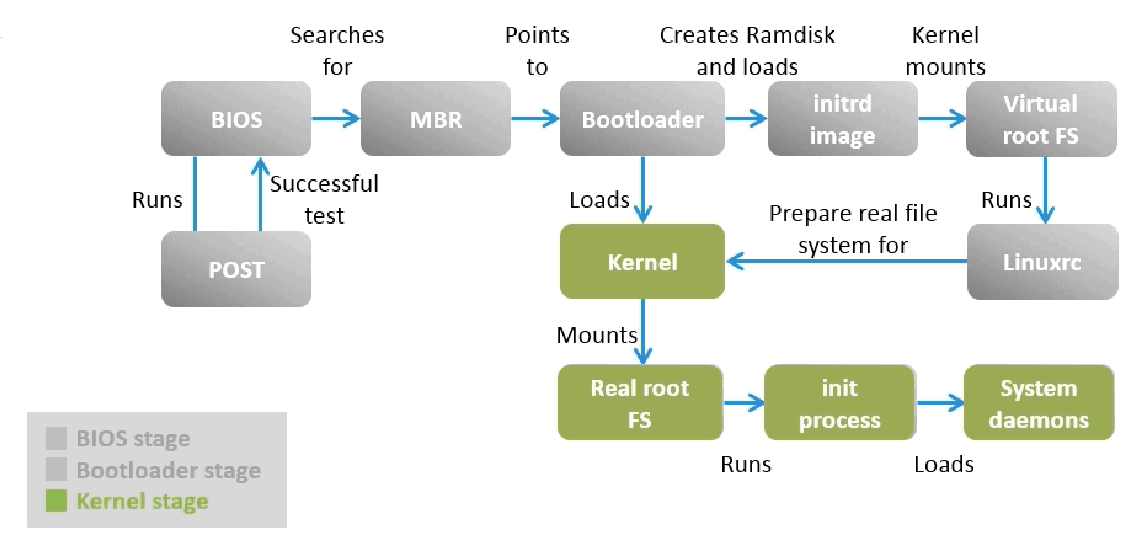 Searches
for
Points
to
Creates Ramdisk
and loads
Kernel
mounts
BIOS
MBR
Bootloader
initrd
image
Virtual
root FS
Runs
Successful
test
Loads
Prepare real file
system for
Runs
POST
Kernel
Linuxrc
Mounts
Real root
FS
init
process
System
daemons
Runs
Loads
BIOS stage
Bootloader stage
Kernel stage